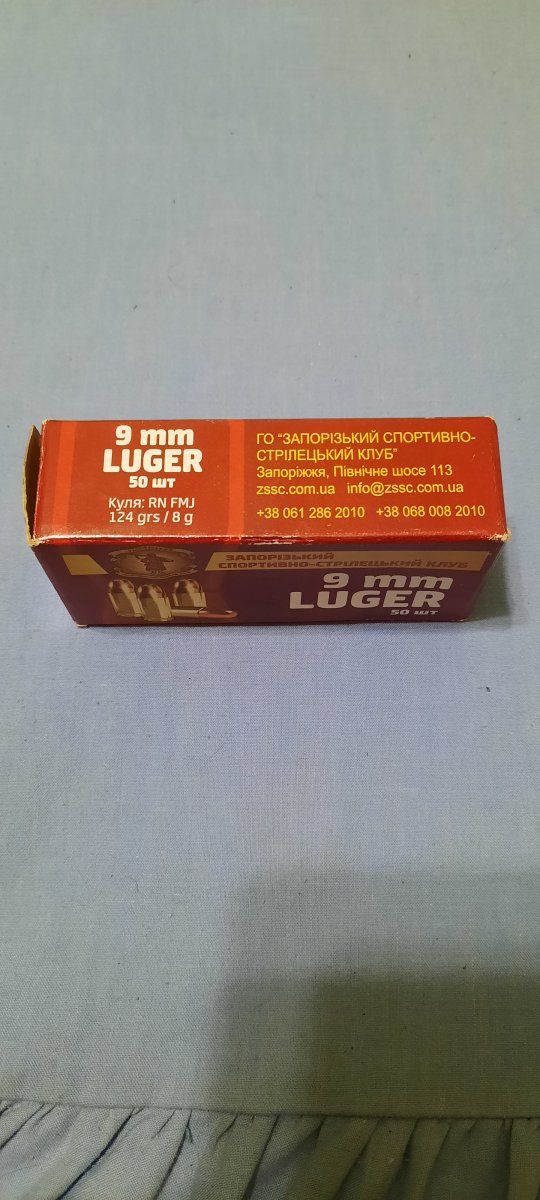 9 mm
LUGER
50 шт
Куля: RN FMJ
124 grs / 8 g
ГО "ЗАПОРІЗЬКИЙ СПОРТИВНО-
СТРІЛЕЦЬКИЙ КЛУБ"
Запоріжжя, Північне шосе 113
zssc.com.ua info@zssc.com.ua
+38 061 286 2010 +38 068 008 2010
ЗАПОРІЗЬКИЙ
СПОРТИВНО-СТРІЛЕЦЬКИЙ КЛУБ
9 mm
LUGER
50 шт